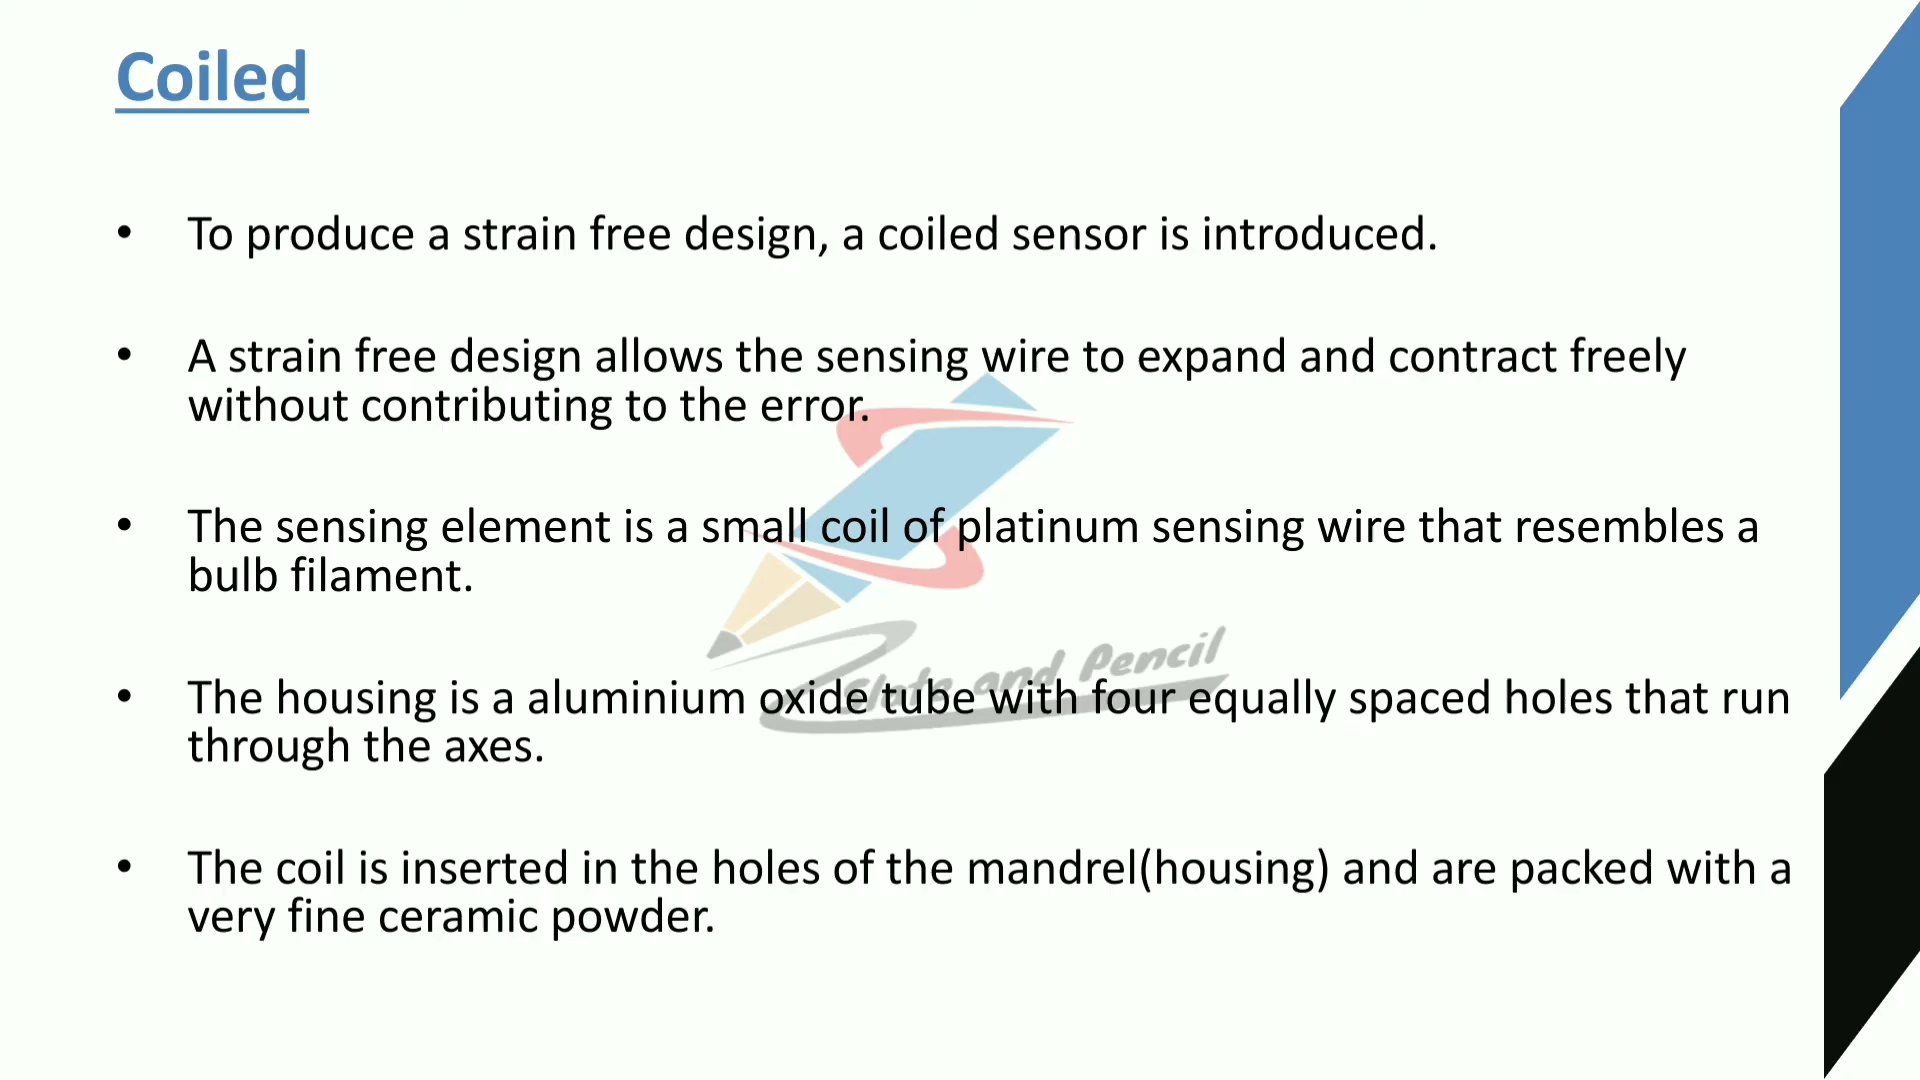 Coiled
• To produce a strain free design, a coiled sensor is introduced.
• A strain free design allows the sensing wire to expand and contract freely
without contributing to the error.
• The sensing element is a small coil of platinum sensing wire that resembles a
bulb filament.
Slate and Pencil
• The housing is a aluminium oxide tube with four equally spaced holes that run
through the axes.
• The coil is inserted in the holes of the mandrel(housing) and are packed with a
very fine ceramic powder.